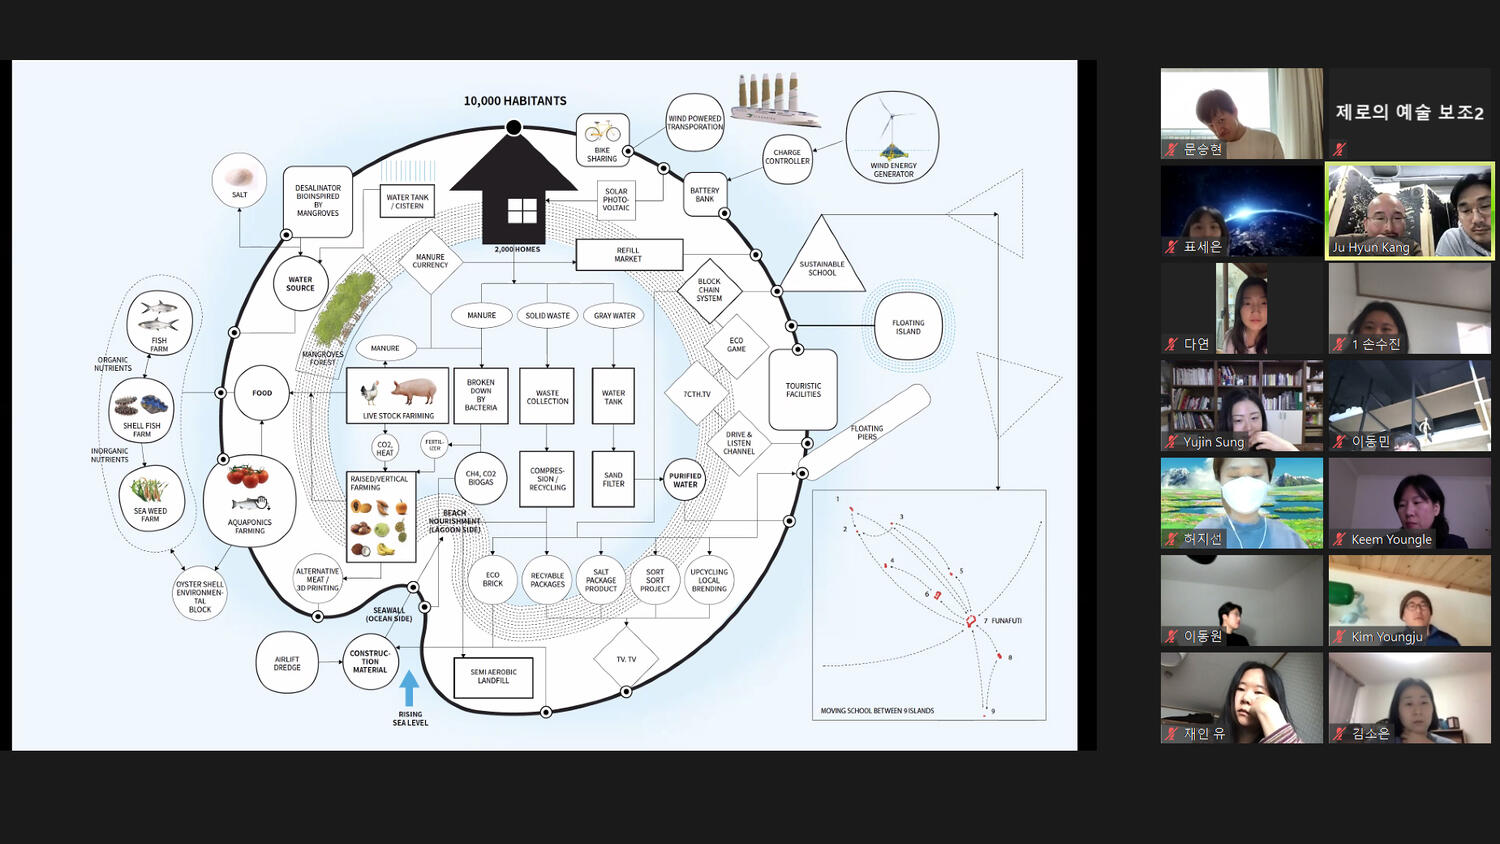 10,000 HABITANTS
SALT
DESALINATOR
BIOINSPIRED
BY
MANGROVES
WATER TANK
/ CISTERN
BIKE
SHARING
WIND POWERED
TRANSPORATION
CHARGE
CONTROLLER
WIND ENERGY
GENERATOR
SOLAR
PHOTO-
VOLTAIC
BATTERY
BANK
2,000 HOMES
WATER
SOURCE
MANURE
CURRENCY
REFILL
MARKET
SUSTAINABLE
SCHOOL
BLOCK
CHAIN
SYSTEM
MANURE
SOLID WASTE
GRAY WATER
FLOATING
ISLAND
FISH
FARM
MANGROVES
FOREST
MANURE
ECO
GAME
ORGANIC
NUTRIENTS
FOOD
LIVE STOCK FARIMING
BROKEN
DOWN
BY
BACTERIA
WASTE
COLLECTION
WATER
TANK
7CTH.TV
TOURISTIC
FACILITIES
SHELL FISH
FARM
FLOATING
PIERS
CO2,
HEAT
FERTIL-
IZER
DRIVE &
LISTEN
CHANNEL
INORGANIC
NUTRIENTS
RAISED/VERTICAL
FARMING
CH4, CO2
BIOGAS
COMPRES-
SION /
RECYCLING
SAND
FILTER
PURIFIED
WATER
SEA WEED
FARM
AQUAPONICS
FARMING
BEACH
NOURISHMENT
(LAGOON SIDE)
ALTERNATIVE
MEAT /
3D PRINTING
ECO
BRICK
RECYABLE
PACKAGES
SALT
PACKAGE
PRODUCT
SORT
SORT
PROJECT
UPCYCLING
LOCAL
BRENDING
OYSTER SHELL
ENVIRONMEN-
TAL
BLOCK
SEAWALL
(OCEAN SIDE)
AIRLIFT
DREDGE
CONSTRUC-
TION
MATERIAL
SEMI AEROBIC
LANDFILL
TV. TV
RISING
SEA LEVEL
1
2
3
4
5
6
7 FUNAFUTI
8
9
MOVING SCHOOL BETWEEN 9 ISLANDS
문승현
제로의 예술 보조2
표세은
Ju Hyun Kang
다연
1 손수진
Yujin Sung
이동민
허지선
Keem Youngle
이동원
Kim Youngju
재인 유
김소은